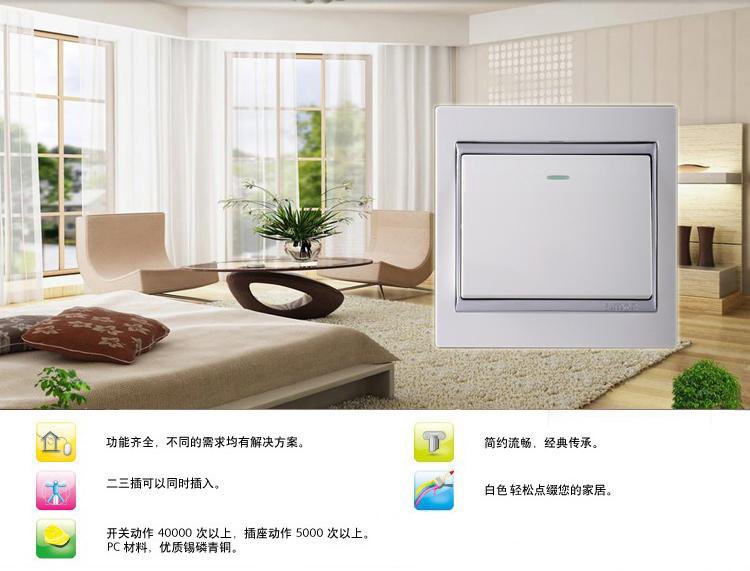 功能齐全，不同的需求均有解决方案。
二三插可以同时插入。
开关动作 40000 次以上，插座动作 5000 次以上。
PC 材料，优质锡磷青铜。
简约流畅，经典传承。
白色 轻松点缀您的家居。